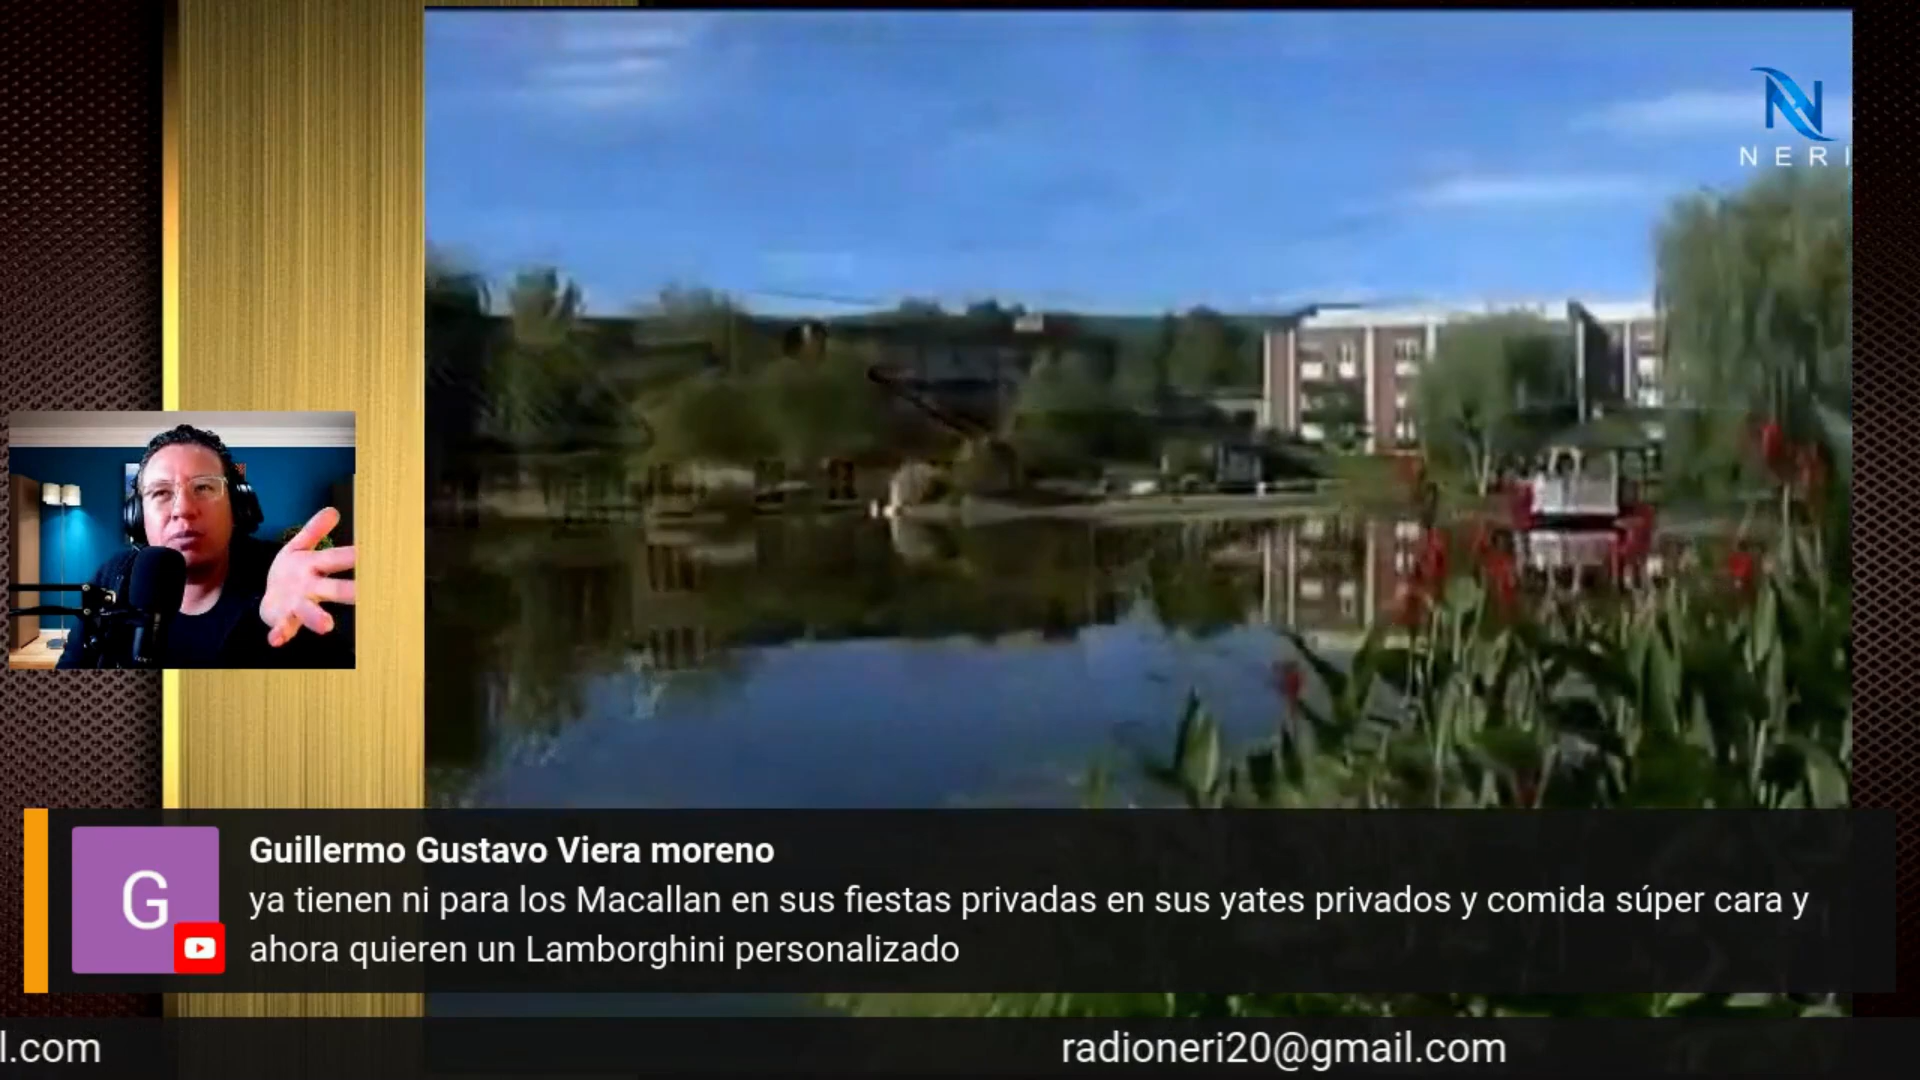 N
NERI
G
Guillermo Gustavo Viera moreno
ya tienen ni para los Macallan en sus fiestas privadas en sus yates privados y comida súper cara y
ahora quieren un Lamborghini personalizado
l.com
radioneri20@gmail.com